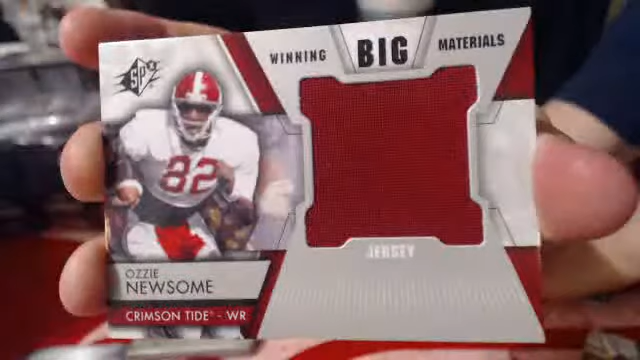 WINNING BIG MATERIALS
SPx
82
JERSEY
OZZIE
NEWSOME
CRIMSON TIDE® - WR